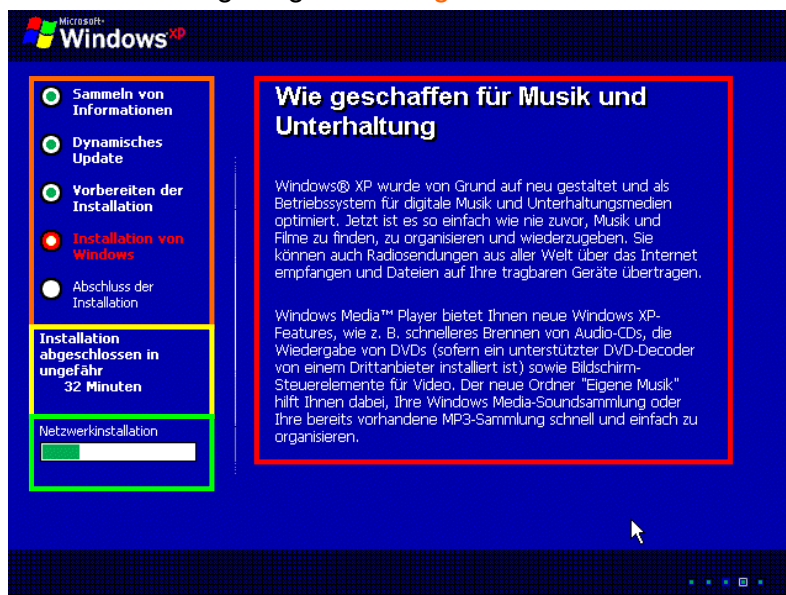 Microsoft®
Windows XP
Sammeln von
Informationen
Dynamisches
Update
Vorbereiten der
Installation
Installation von
Windows
Abschluss der
Installation
Installation
abgeschlossen in
ungefähr
32 Minuten
Netzwerkinstallation
Wie geschaffen für Musik und
Unterhaltung
Windows® XP wurde von Grund auf neu gestaltet und als
Betriebssystem für digitale Musik und Unterhaltungsmedien
optimiert. Jetzt ist es so einfach wie nie zuvor, Musik und
Filme zu finden, zu organisieren und wiederzugeben. Sie
können auch Radiosendungen aus aller Welt über das Internet
empfangen und Dateien auf Ihre tragbaren Geräte übertragen.
Windows Media™ Player bietet Ihnen neue Windows XP-
Features, wie z. B. schnelleres Brennen von Audio-CDs, die
Wiedergabe von DVDs (sofern ein unterstützter DVD-Decoder
von einem Drittanbieter installiert ist) sowie Bildschirm-
Steuerelemente für Video. Der neue Ordner "Eigene Musik"
hilft Ihnen dabei, Ihre Windows Media-Soundsammlung oder
Ihre bereits vorhandene MP3-Sammlung schnell und einfach zu
organisieren.